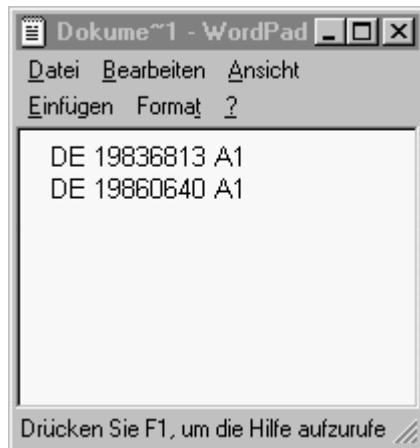 Dokume~1 - WordPad
Datei Bearbeiten Ansicht
Einfügen Format ?
DE 19836813 A1
DE 19860640 A1
Drücken Sie F1, um die Hilfe aufzurufe